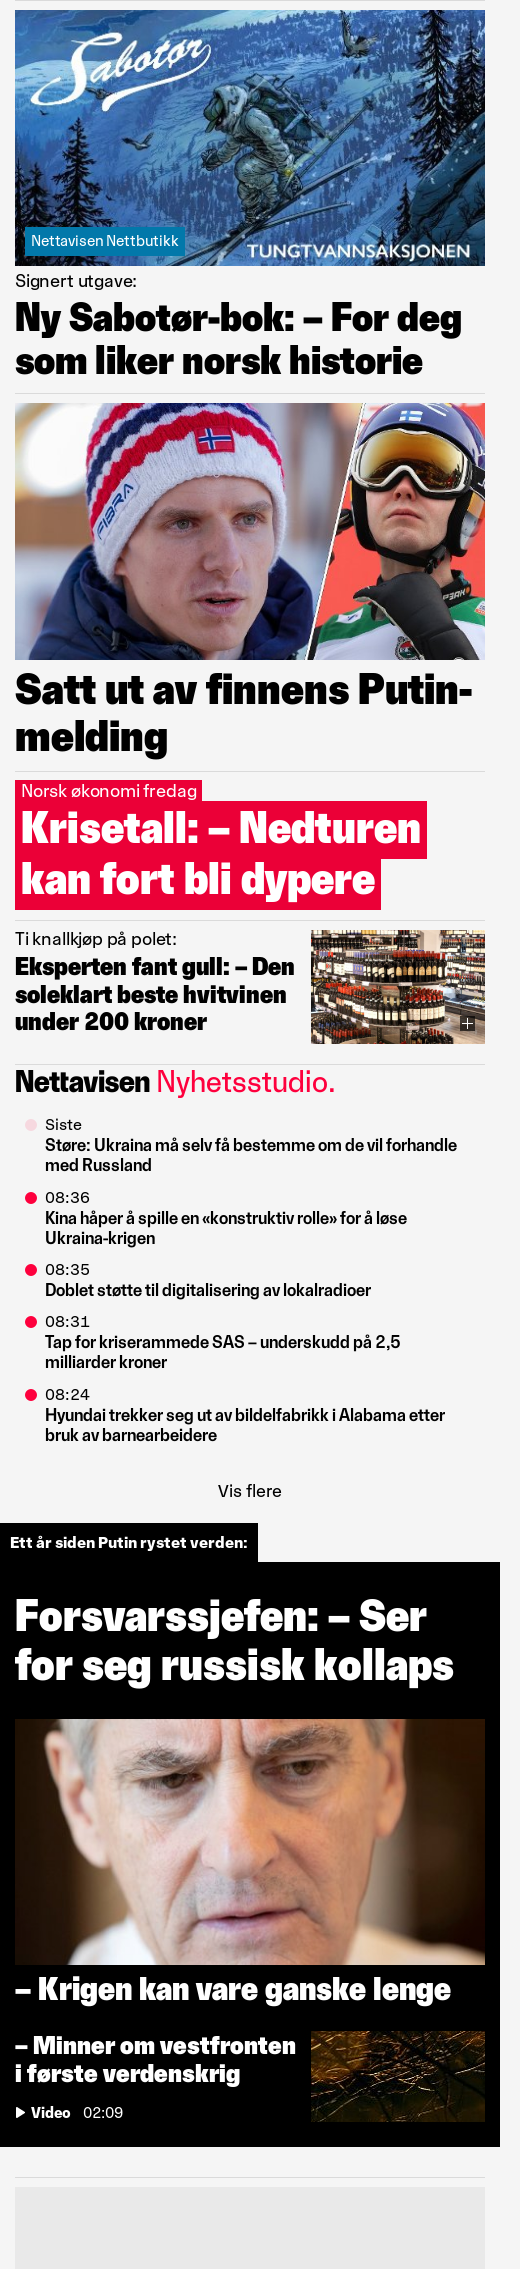 Sabotør
Nettavisen Nettbutikk
TUNGTVANNSAKSJONEN
Signert utgave:
Ny Sabotør-bok: – For deg
som liker norsk historie
FIBRA
PEAK
Satt ut av finnens Putin-
melding
Norsk økonomi fredag
Krisetall: – Nedturen
kan fort bli dypere
Ti knallkjøp på polet:
Eksperten fant gull: – Den
soleklart beste hvitvinen
under 200 kroner
Nettavisen Nyhetsstudio.
Siste
Støre: Ukraina må selv få bestemme om de vil forhandle
med Russland
08:36
Kina håper å spille en «konstruktiv rolle» for å løse
Ukraina-krigen
08:35
Doblet støtte til digitalisering av lokalradioer
08:31
Tap for kriserammede SAS – underskudd på 2,5
milliarder kroner
08:24
Hyundai trekker seg ut av bildelfabrikk i Alabama etter
bruk av barnearbeidere
Vis flere
Ett år siden Putin rystet verden:
Forsvarssjefen: – Ser
for seg russisk kollaps
– Krigen kan vare ganske lenge
– Minner om vestfronten
i første verdenskrig
Video 02:09